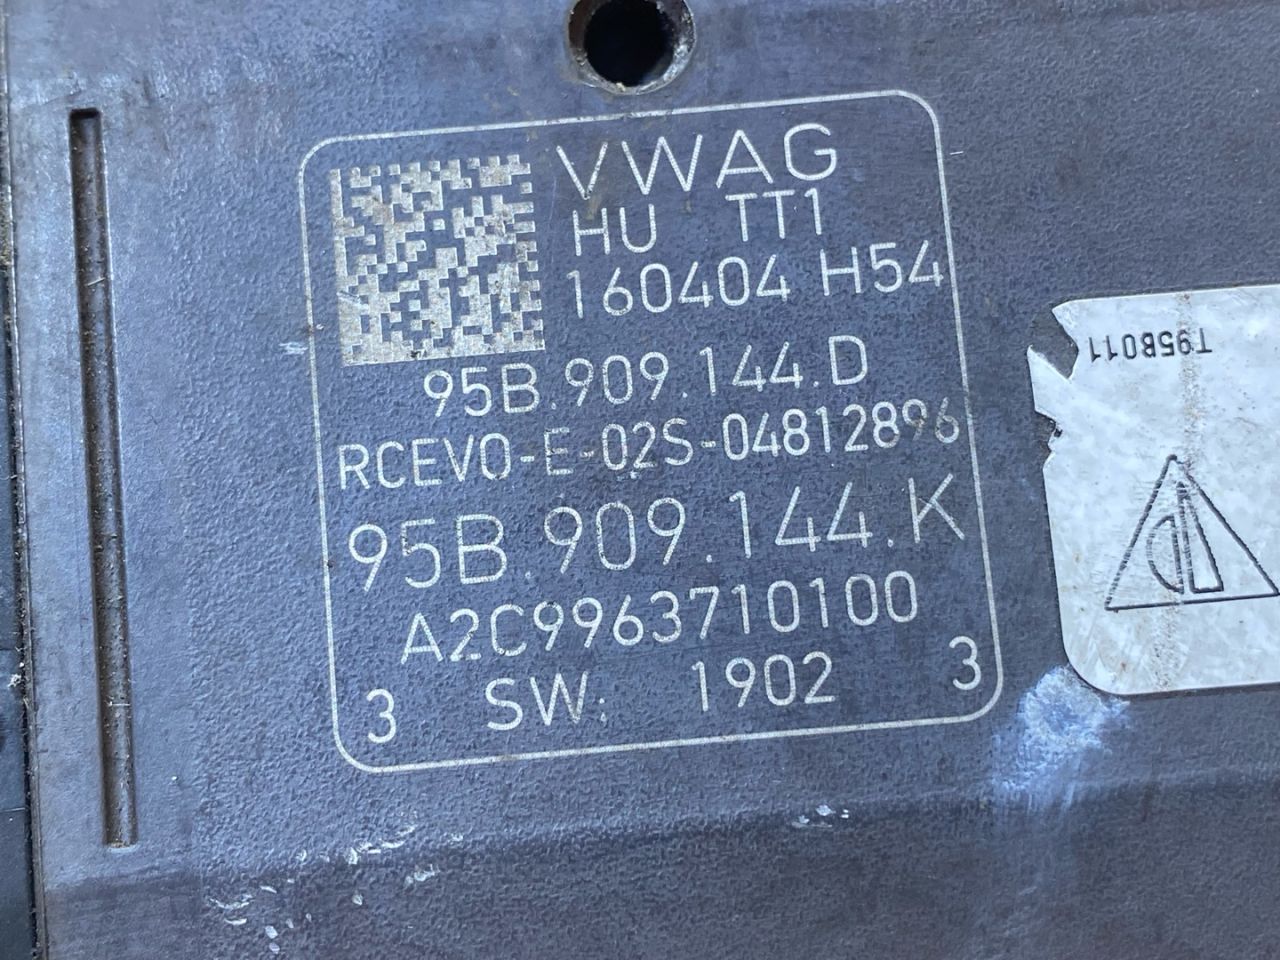 VWAG
HU TT1
160404 H54
95B.909.144.D
RCEV0-E-02S-04812896
95B.909.144.K
A2C9963710100
3 SW: 1902 3
T95B011